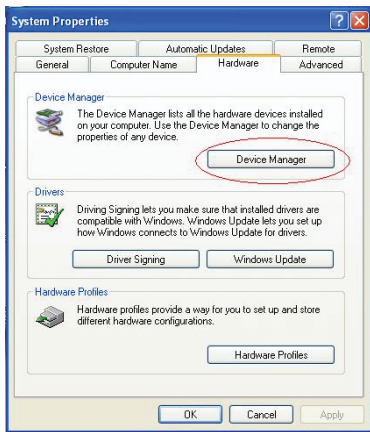 System Properties
System Restore Automatic Updates Remote
General Computer Name Hardware Advanced
Device Manager
The Device Manager lists all the hardware devices installed
on your computer. Use the Device Manager to change the
properties of any device.
Device Manager
Drivers
Driving Signing lets you make sure that installed drivers are
compatible with Windows. Windows Update lets you set up
how Windows connects to Windows Update for drivers.
Driver Signing Windows Update
Hardware Profiles
Hardware profiles provide a way for you to set up and store
different hardware configurations.
Hardware Profiles
OK Cancel Apply